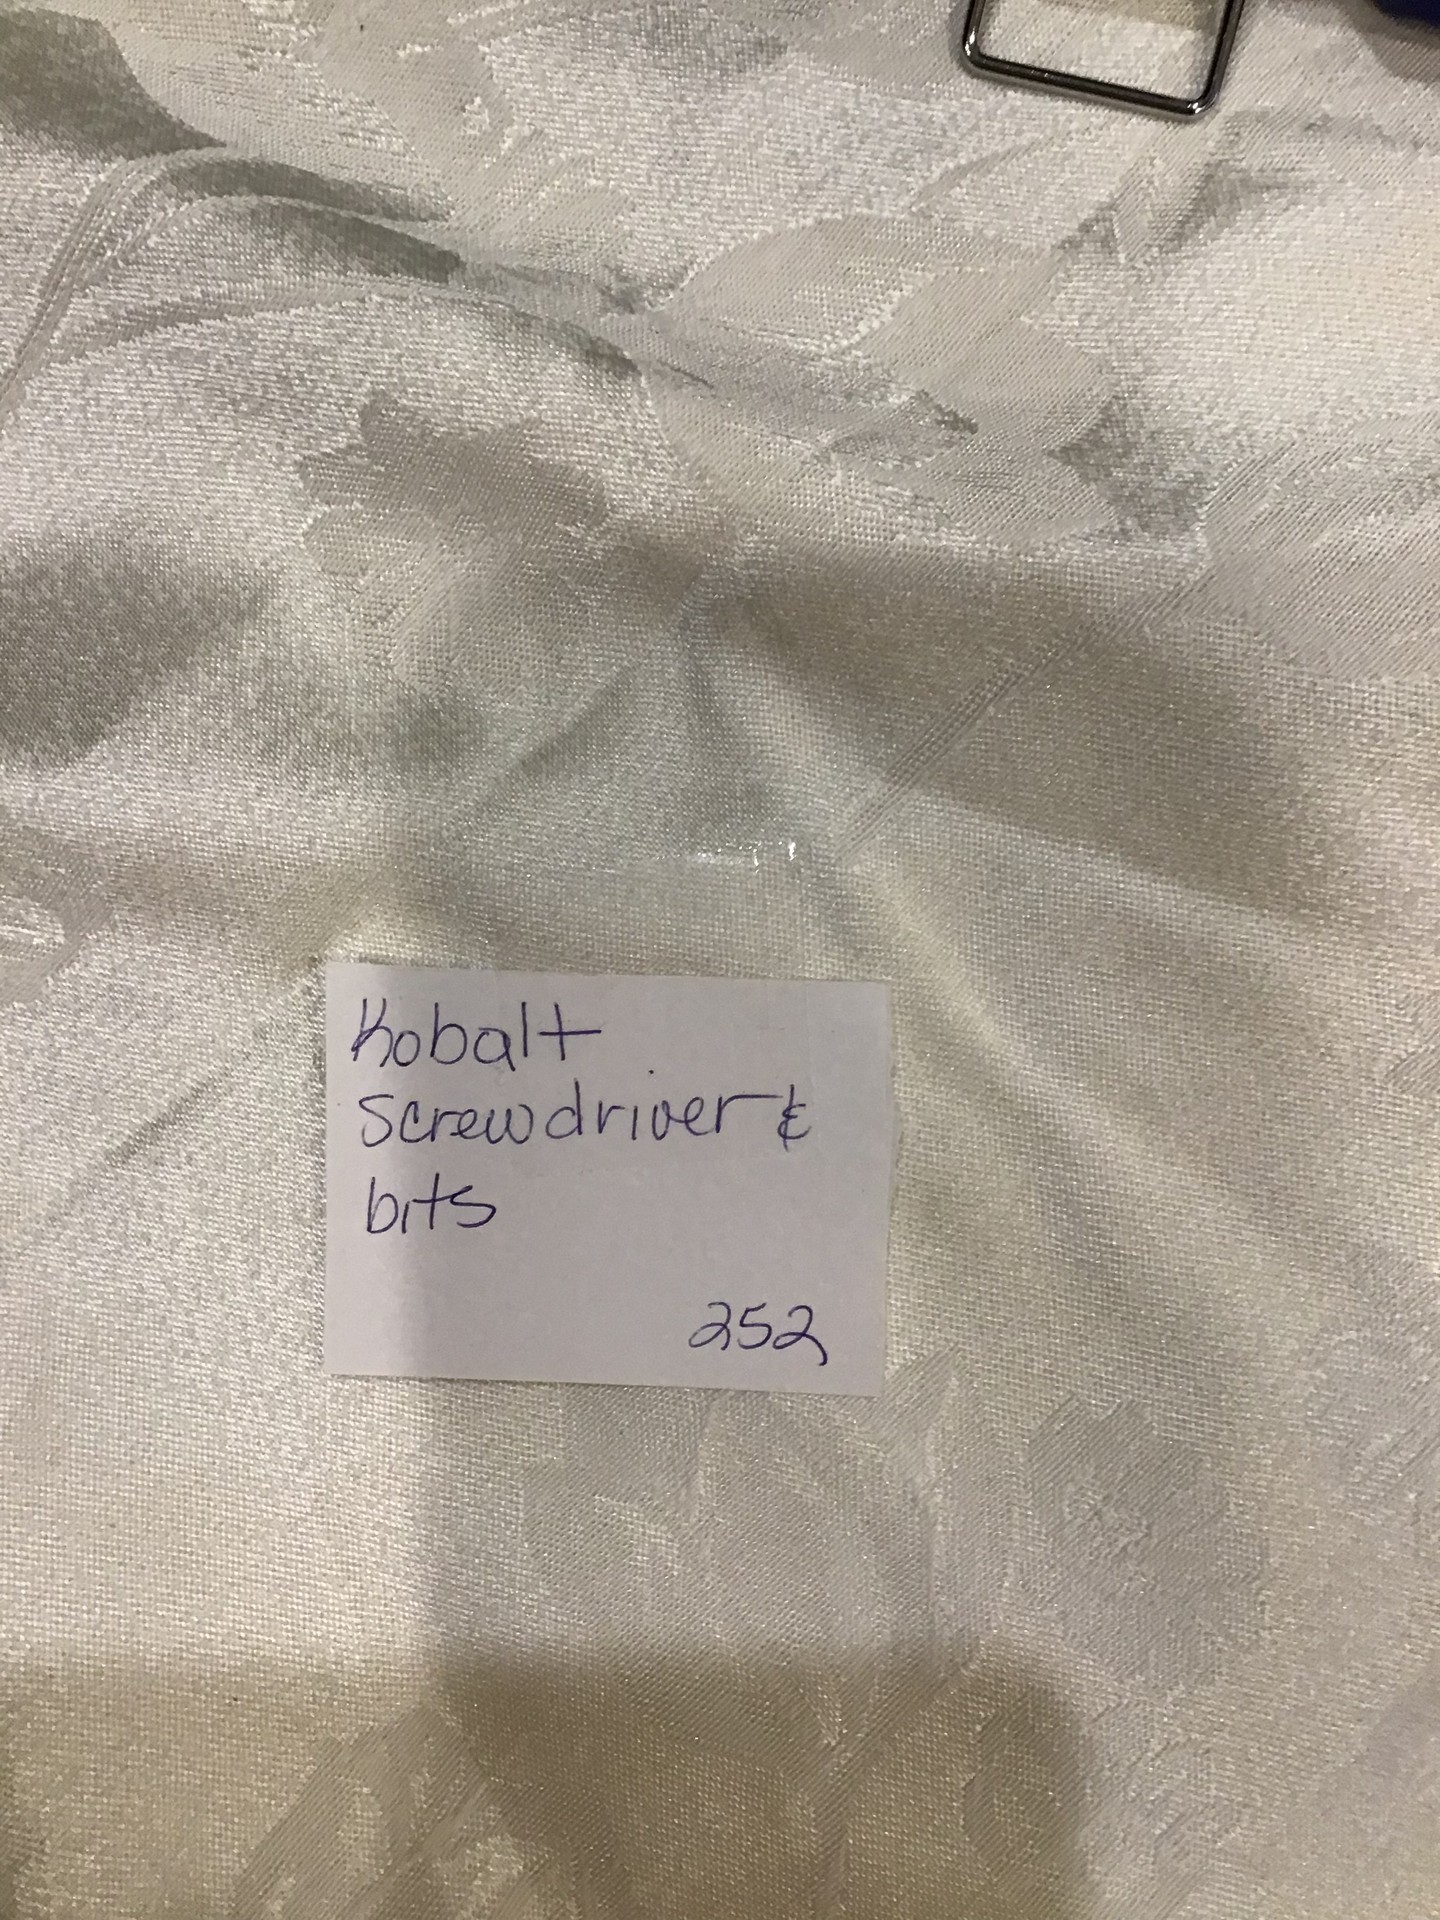 Kobalt
Screwdriver &
bits
252